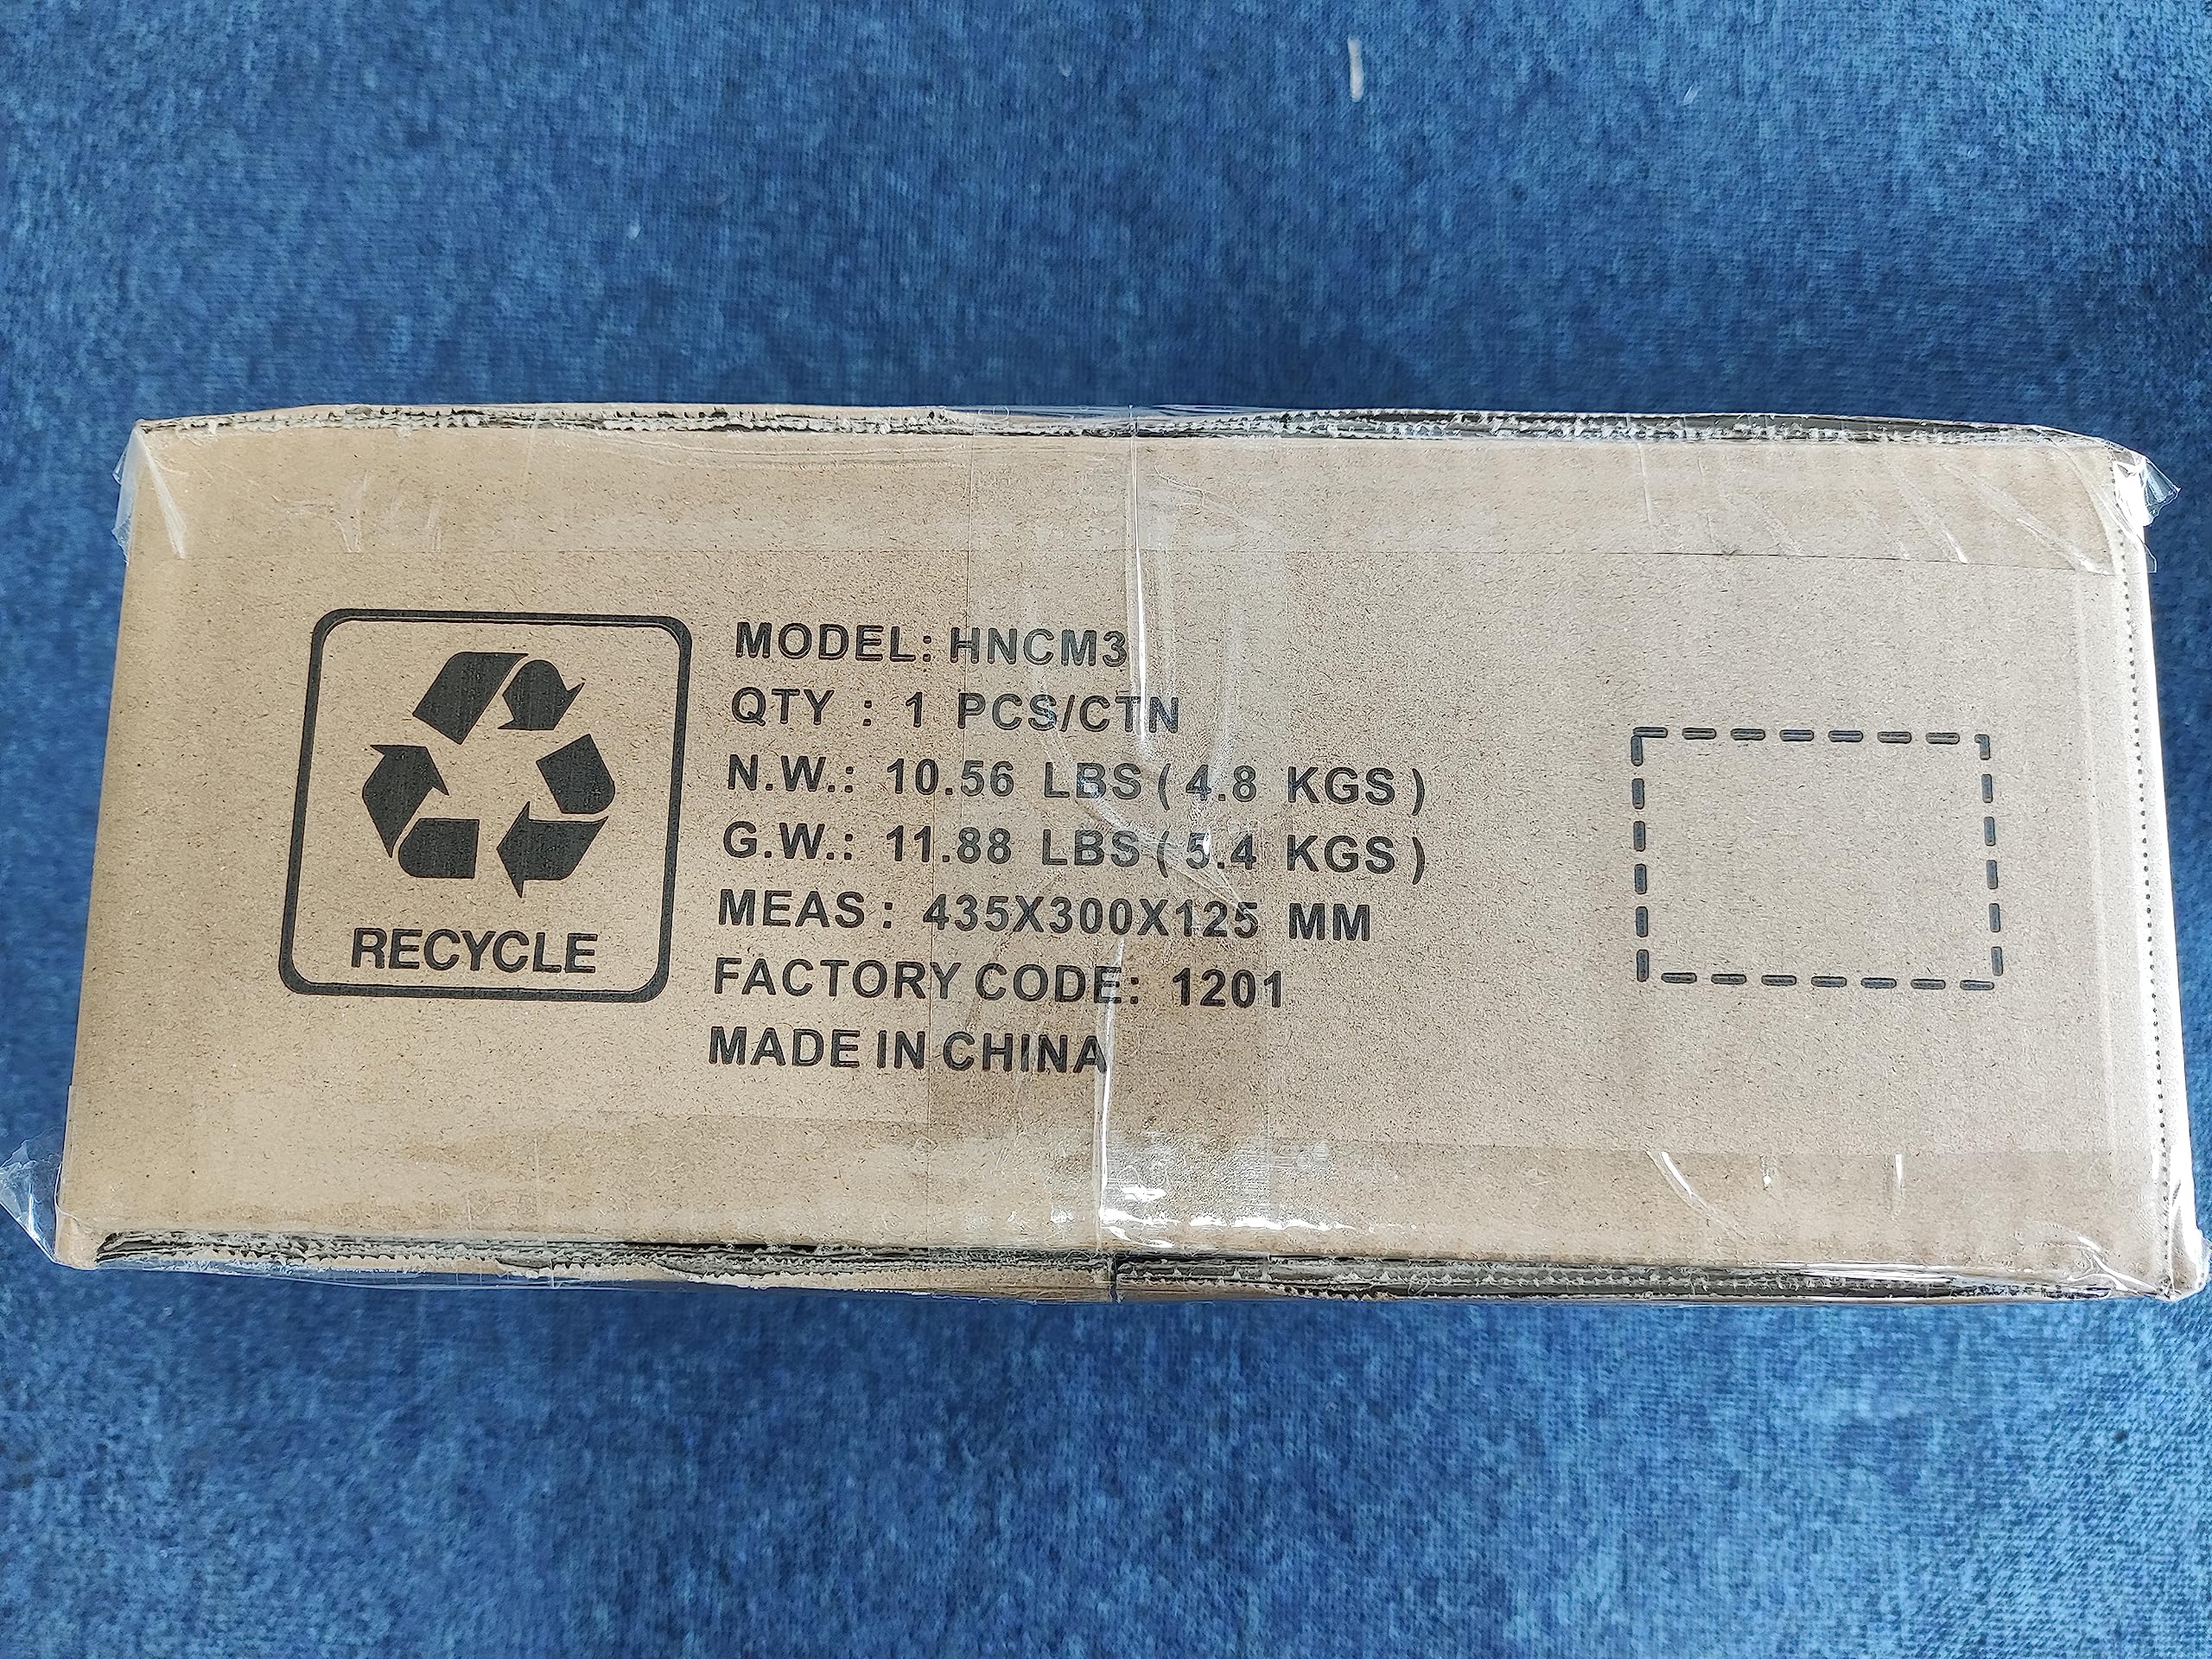 RECYCLE
MODEL: HNCM3
QTY : 1 PCS/CTN
N.W.: 10.56 LBS(4.8 KGS)
G.W.: 11.88 LBS(5.4 KGS)
MEAS: 435X300X125 MM
FACTORY CODE: 1201
MADE IN CHINA